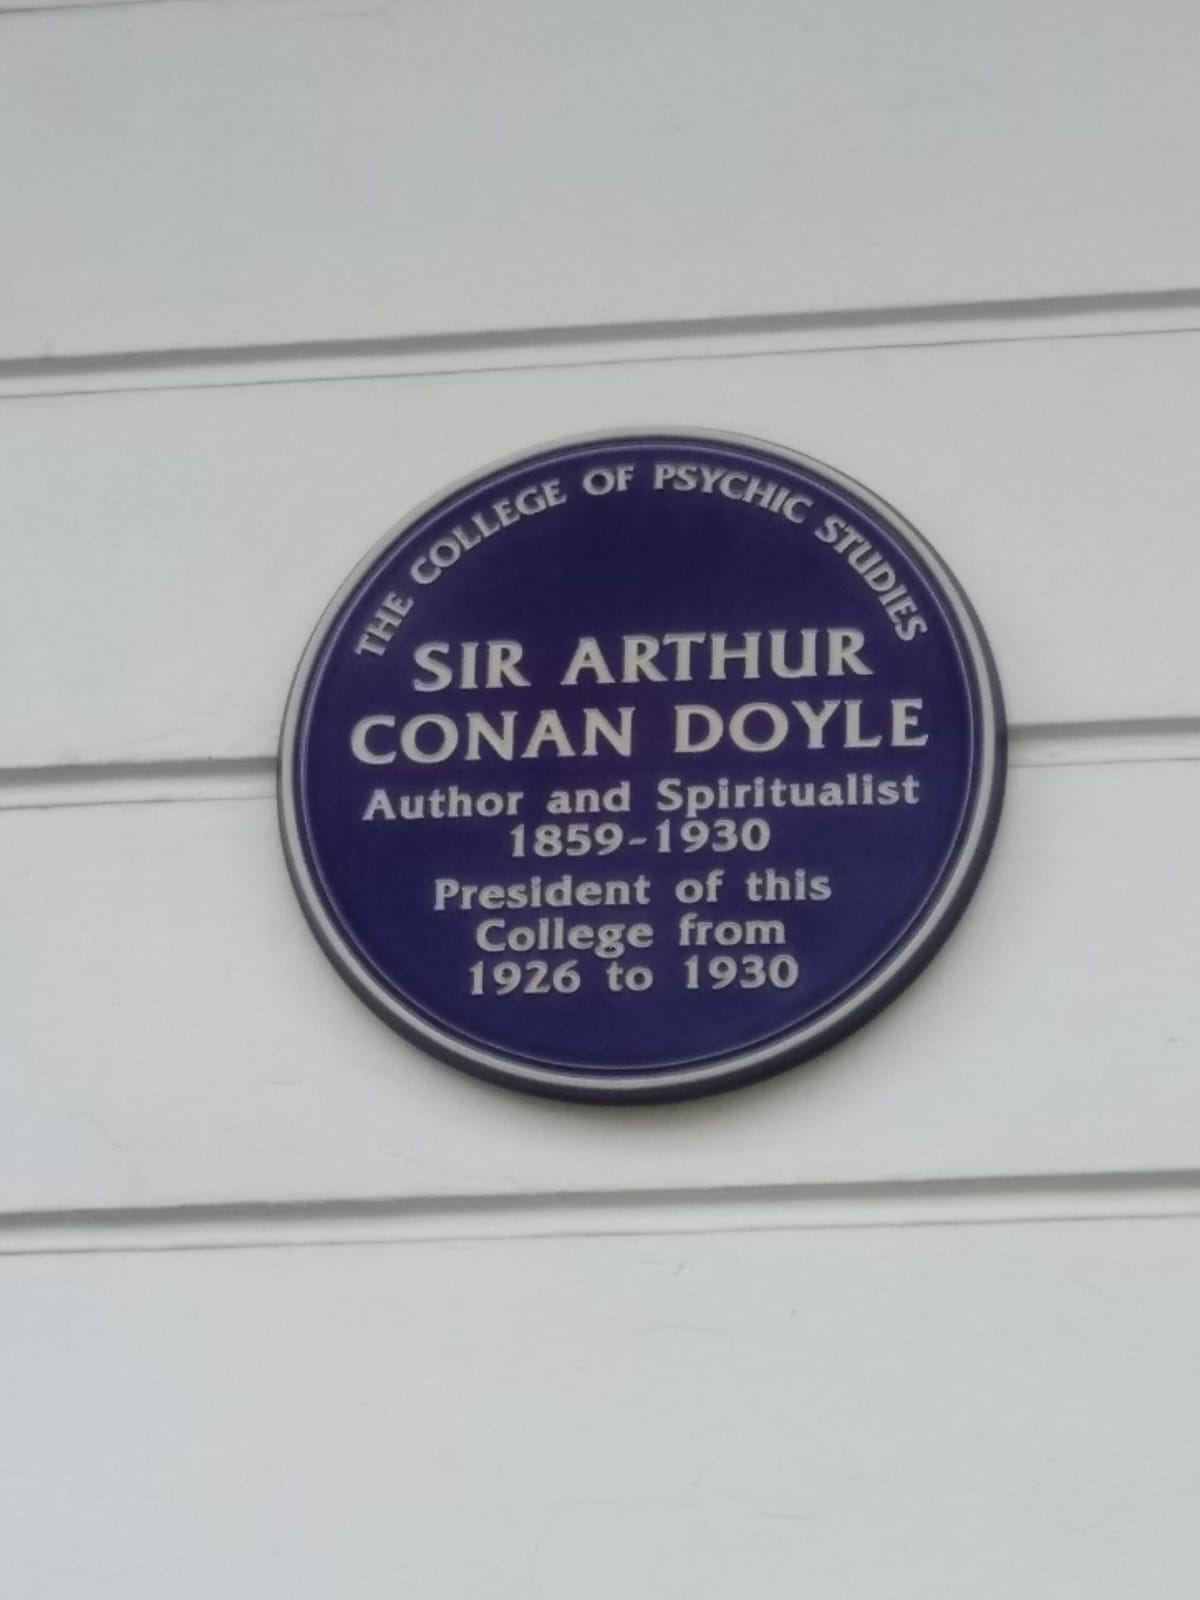 THE COLLEGE OF PSYCHIC STUDIES
SIR ARTHUR
CONAN DOYLE
Author and Spiritualist
1859-1930
President of this
College from
1926 to 1930